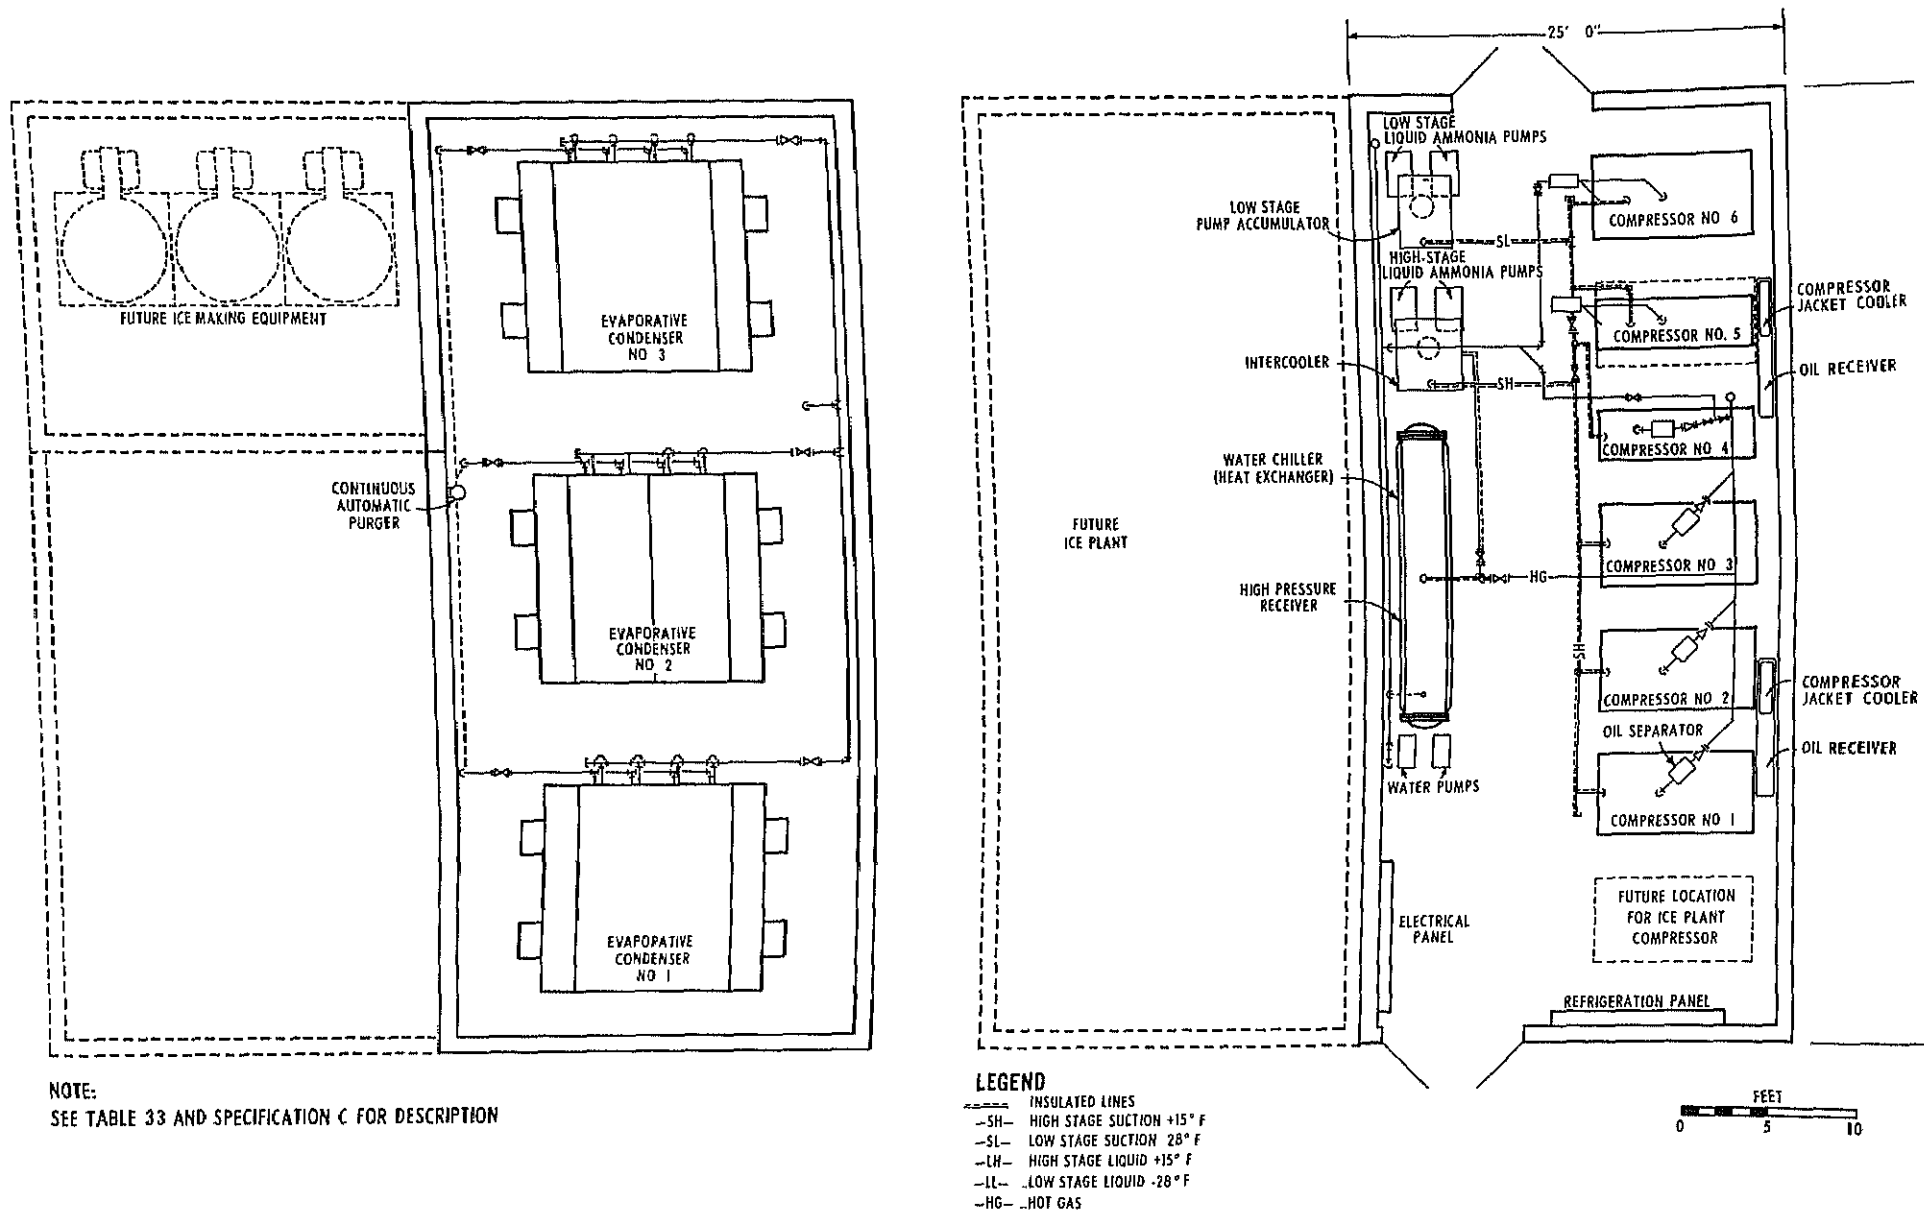 FUTURE ICE MAKING EQUIPMENT
EVAPORATIVE
CONDENSER
NO 3
CONTINUOUS
AUTOMATIC
PURGER
EVAPORATIVE
CONDENSER
NO 2
EVAPORATIVE
CONDENSER
NO 1
NOTE:
SEE TABLE 33 AND SPECIFICATION C FOR DESCRIPTION
25' 0"
LOW STAGE
LIQUID AMMONIA PUMPS
LOW STAGE
PUMP ACCUMULATOR
SL
COMPRESSOR NO 6
HIGH-STAGE
LIQUID AMMONIA PUMPS
COMPRESSOR
JACKET COOLER
COMPRESSOR NO. 5
INTERCOOLER
SH
OIL RECEIVER
COMPRESSOR NO 4
WATER CHILLER
(HEAT EXCHANGER)
FUTURE
ICE PLANT
COMPRESSOR NO 3
HG
HIGH PRESSURE
RECEIVER
SH
COMPRESSOR NO 2
COMPRESSOR
JACKET COOLER
OIL SEPARATOR
OIL RECEIVER
WATER PUMPS
COMPRESSOR NO 1
FUTURE LOCATION
FOR ICE PLANT
COMPRESSOR
ELECTRICAL
PANEL
REFRIGERATION PANEL
LEGEND
INSULATED LINES
-SH- HIGH STAGE SUCTION +15° F
-SL- LOW STAGE SUCTION 28° F
-LH- HIGH STAGE LIQUID +15° F
-LL- LOW STAGE LIQUID -28° F
-HG- HOT GAS
FEET
0 5 10